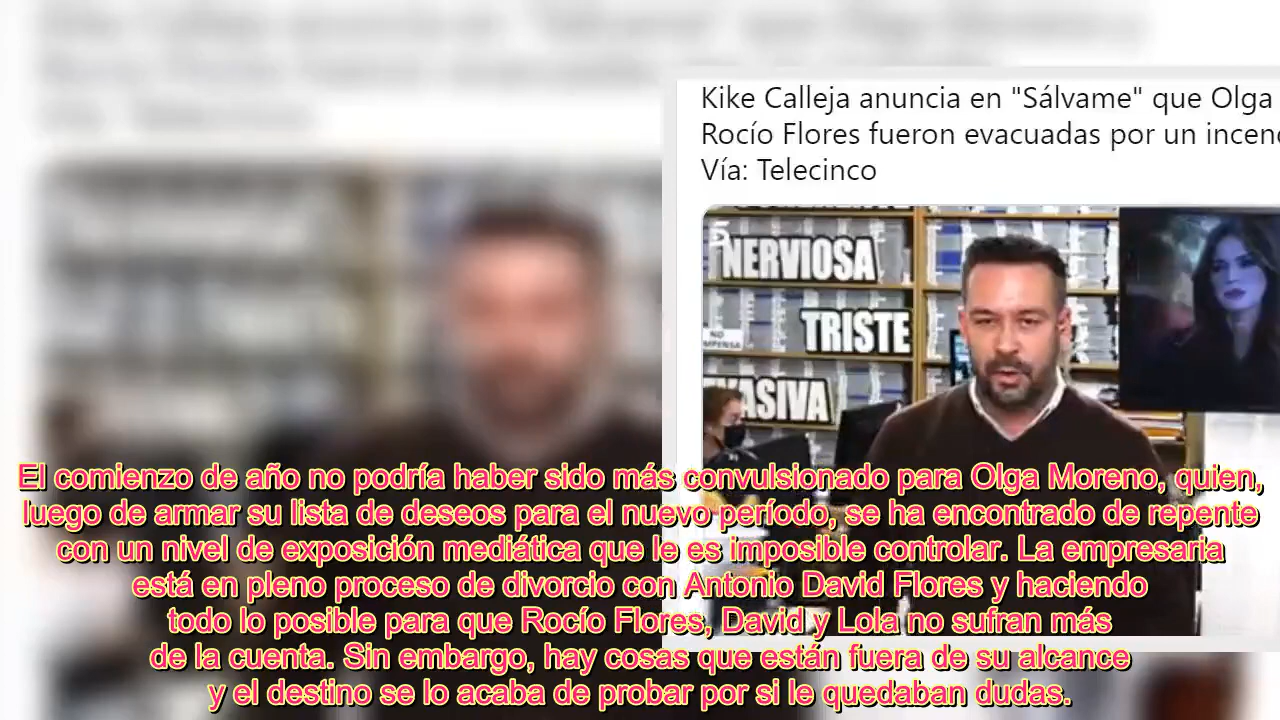 Kike Calleja anuncia en "Sálvame" que Olga
Rocío Flores fueron evacuadas por un
Vía: Telecinco
5
NERVIOSA
TRISTE
NO
El comienzo de año no podría haber sido más convulsionado para Olga Moreno, quien,
luego de armar su lista de deseos para el nuevo período, se ha encontrado de repente
con un nivel de exposición mediática que le es imposible controlar. La empresaria
está en pleno proceso de divorcio con Antonio David Flores y haciendo
todo lo posible para que Rocío Flores, David y Lola no sufran más
de la cuenta. Sin embargo, hay cosas que están fuera de su alcance
y el destino se lo acaba de probar por si le quedaban dudas.